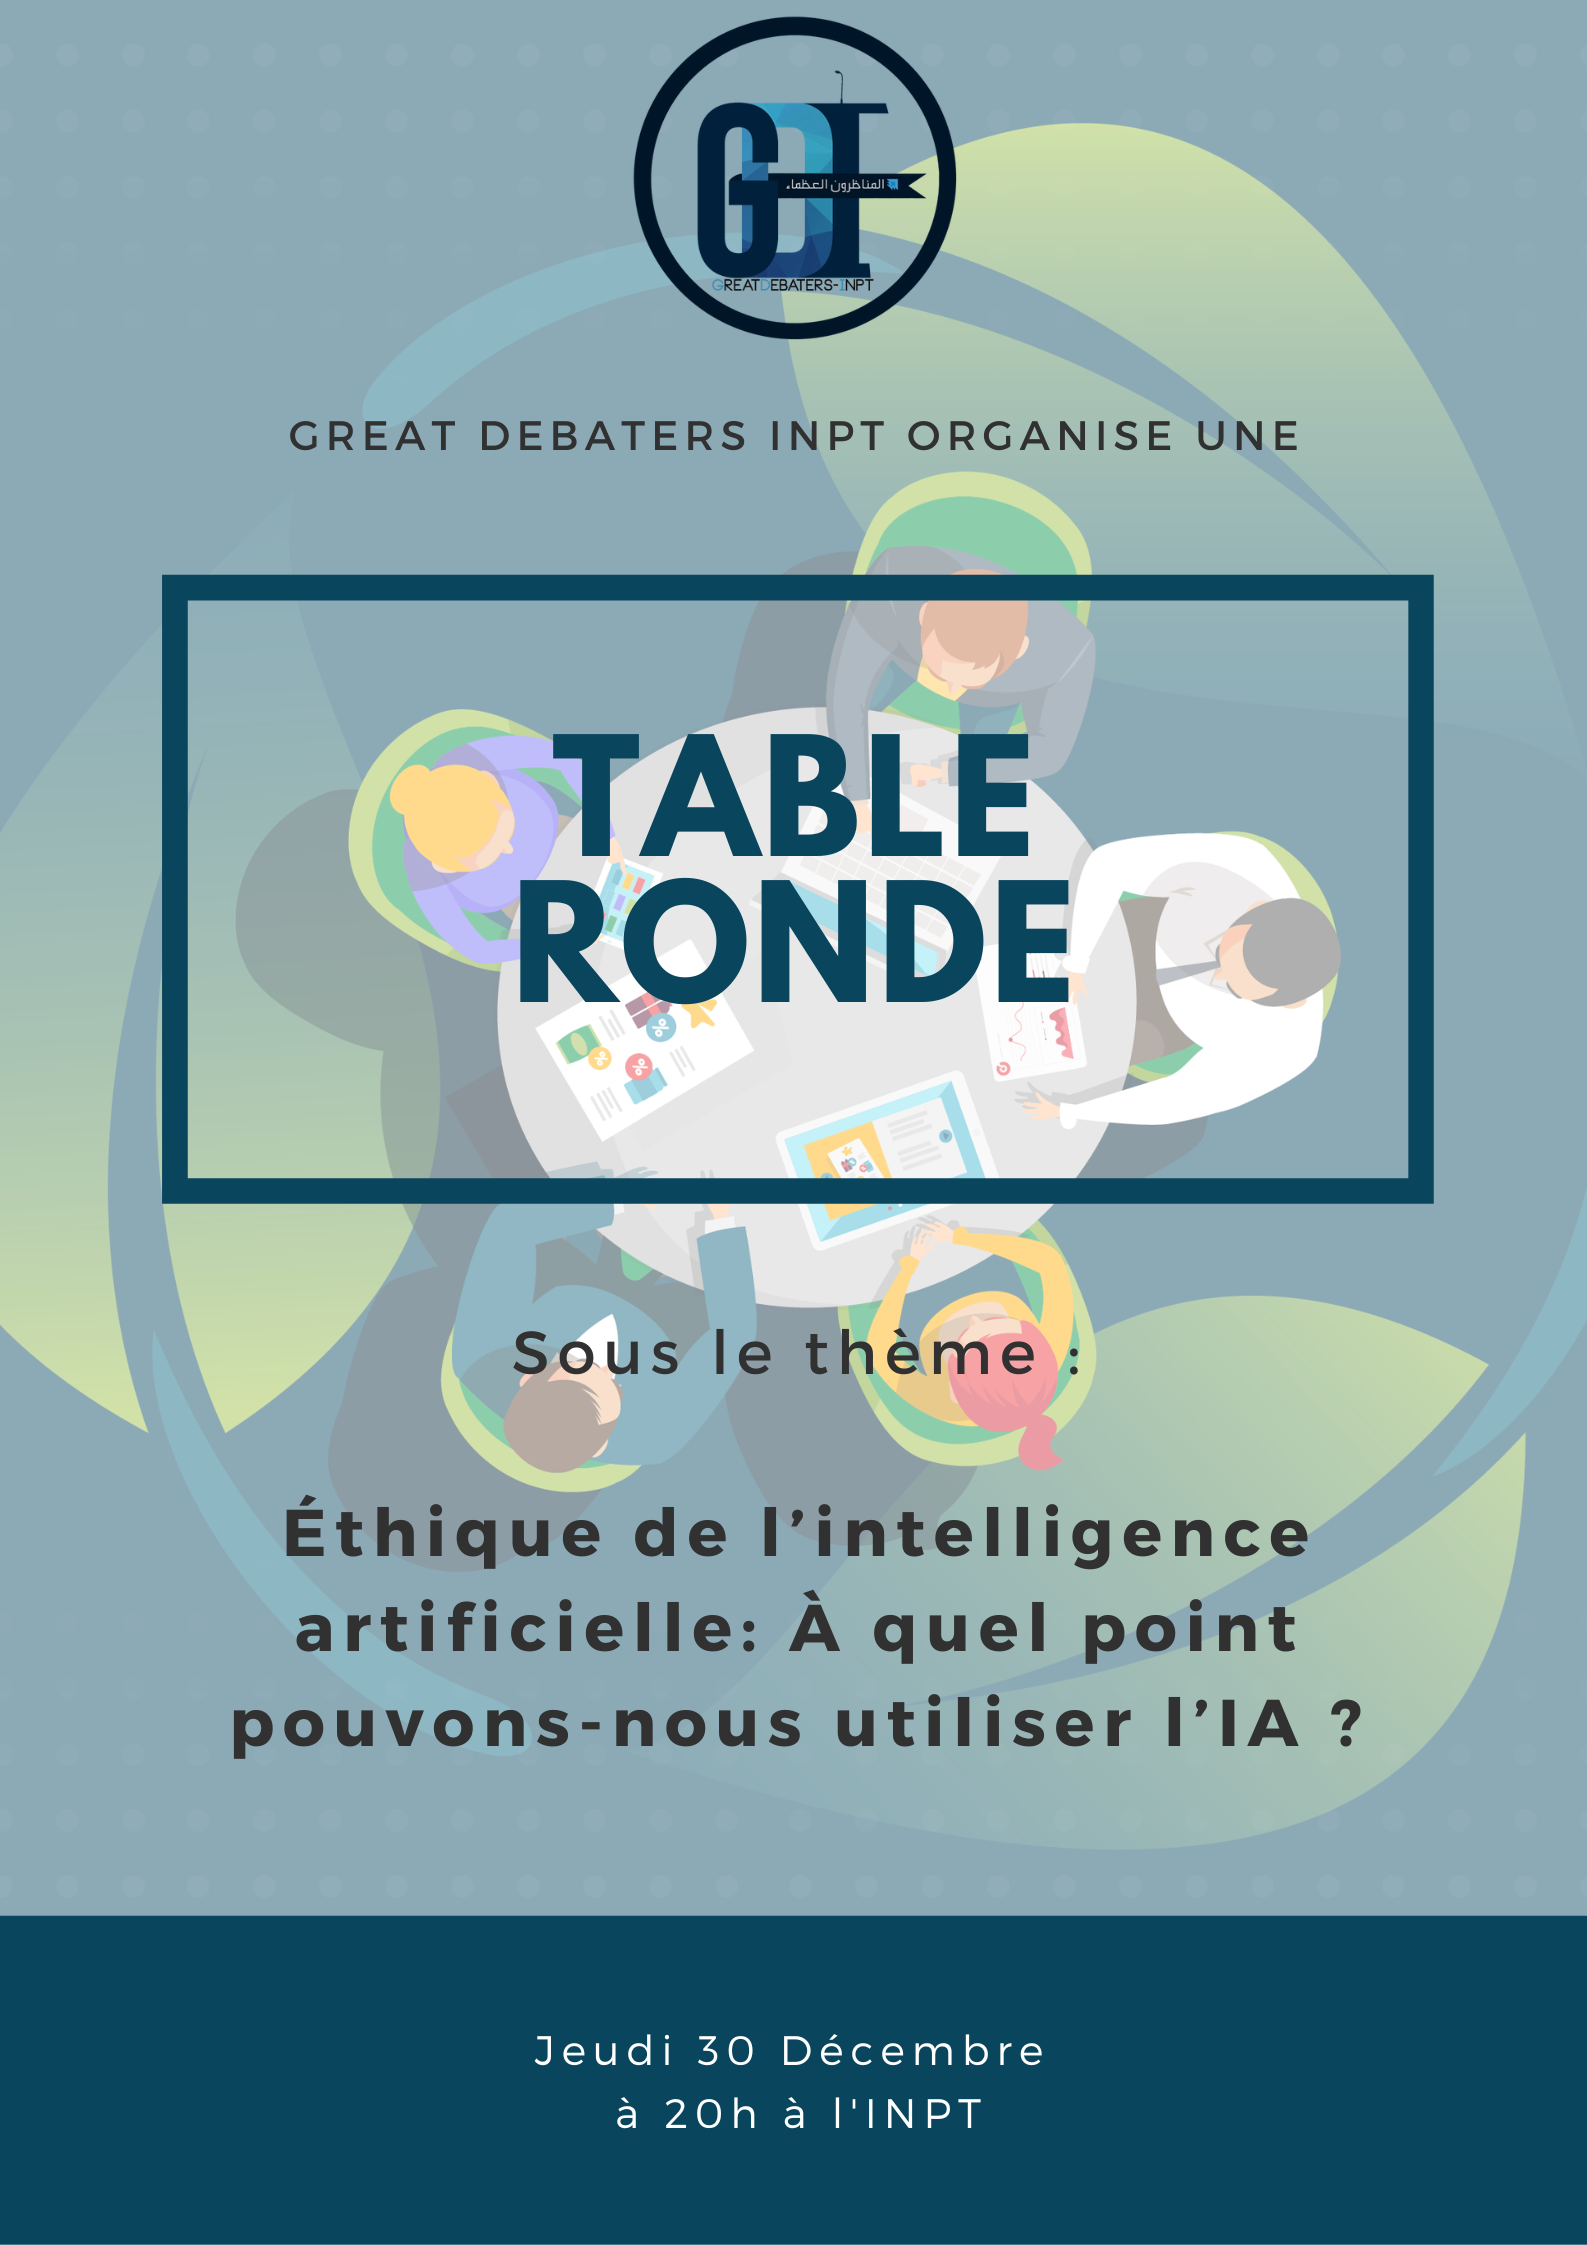 المناظرون العظماء
GREATDEBATERS-INPT
GREAT DEBATERS INPT ORGANISE UNE
TABLE
RONDE
Sous le thème :
Éthique de l’intelligence
artificielle: À quel point
pouvons-nous utiliser l’IA ?
Jeudi 30 Décembre
à 20h à l'INPT